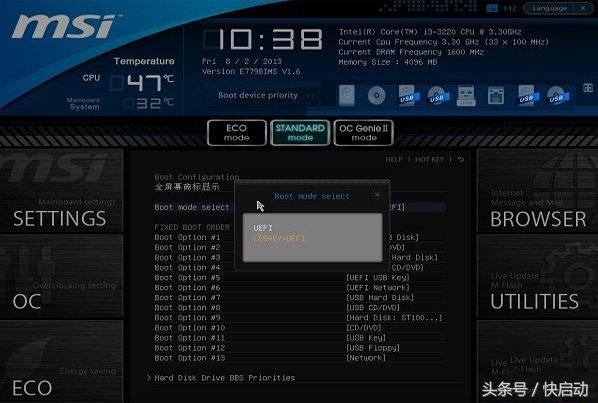 msi
10:38
Fri 8 / 2 / 2013
Version E7798IMS V1.6
Temperature
CPU 47°C
Mainboard
System 32°C
Intel(R) Core(TM) i3-3220 CPU @ 3.30GHz
Current Cpu Frequency 3.30 GHz (33 x 100 MHz)
Current DRAM Frequency 1600 MHz
Memory Size : 4096 MB
F12
Language
X
Boot device priority
USB
USB
USB
USB
ECO
mode
STANDARD
mode
OC Genie II
mode
HELP | HOT KEY |
msi
Mainboard settings
SETTINGS
Overclocking setting
OC
Energy saving
ECO
Boot Configuration
全屏幕商标显示
Boot mode select
EFI]
Boot mode select
UEFI
LEGACY+UEFI
FIXED BOOT ORDER
Boot Option #1 d Disk]
Boot Option #2 /DVD]
Boot Option #3 Hard Disk]
Boot Option #4 CD/DVD]
Boot Option #5 [UEFI USB Key]
Boot Option #6 [UEFI Network]
Boot Option #7 [USB Hard Disk]
Boot Option #8 [USB CD/DVD]
Boot Option #9 [Hard Disk: ST100...]
Boot Option #10 [CD/DVD]
Boot Option #11 [USB Key]
Boot Option #12 [USB Floppy]
Boot Option #13 [Network]
Hard Disk Drive BBS Priorities
Internet
Message and Mail
BROWSER
Live Update
M-Flash
UTILITIES
Live Update
M-Flash
头条号 / 快启动